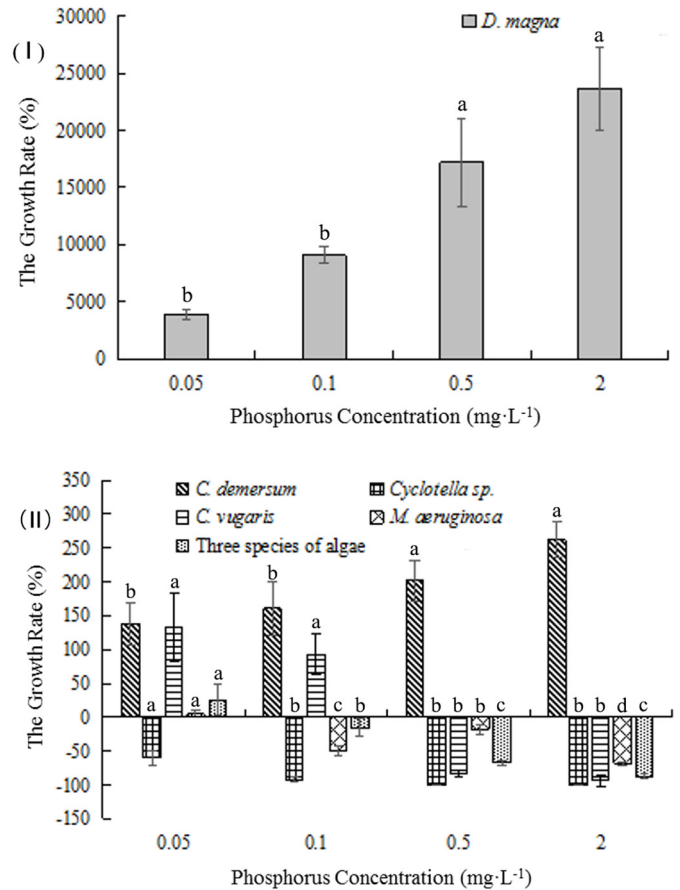 (I)
D. magna
The Growth Rate (%)
30000
25000
20000
15000
10000
5000
0
b
b
a
a
0.05 0.1 0.5 2
Phosphorus Concentration (mg·L-1)
(II)
C. demersum Cyclotella sp.
C. vugaris M. aeruginosa
Three species of algae
The Growth Rate (%)
350
300
250
200
150
100
50
0
-50
-100
-150
b a a a a
b b a c b
a b b b c
a b b d c
0.05 0.1 0.5 2
Phosphorus Concentration (mg·L-1)